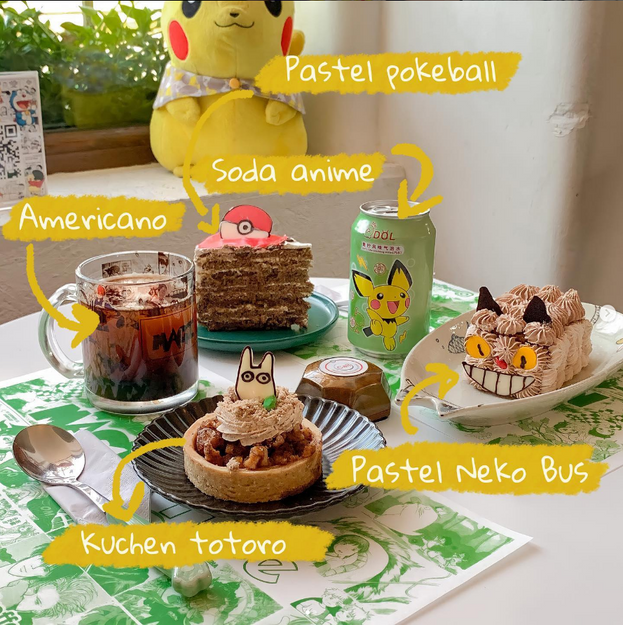 Pastel pokeball
Soda anime
Americano
Pastel Neko Bus
Kuchen totoro